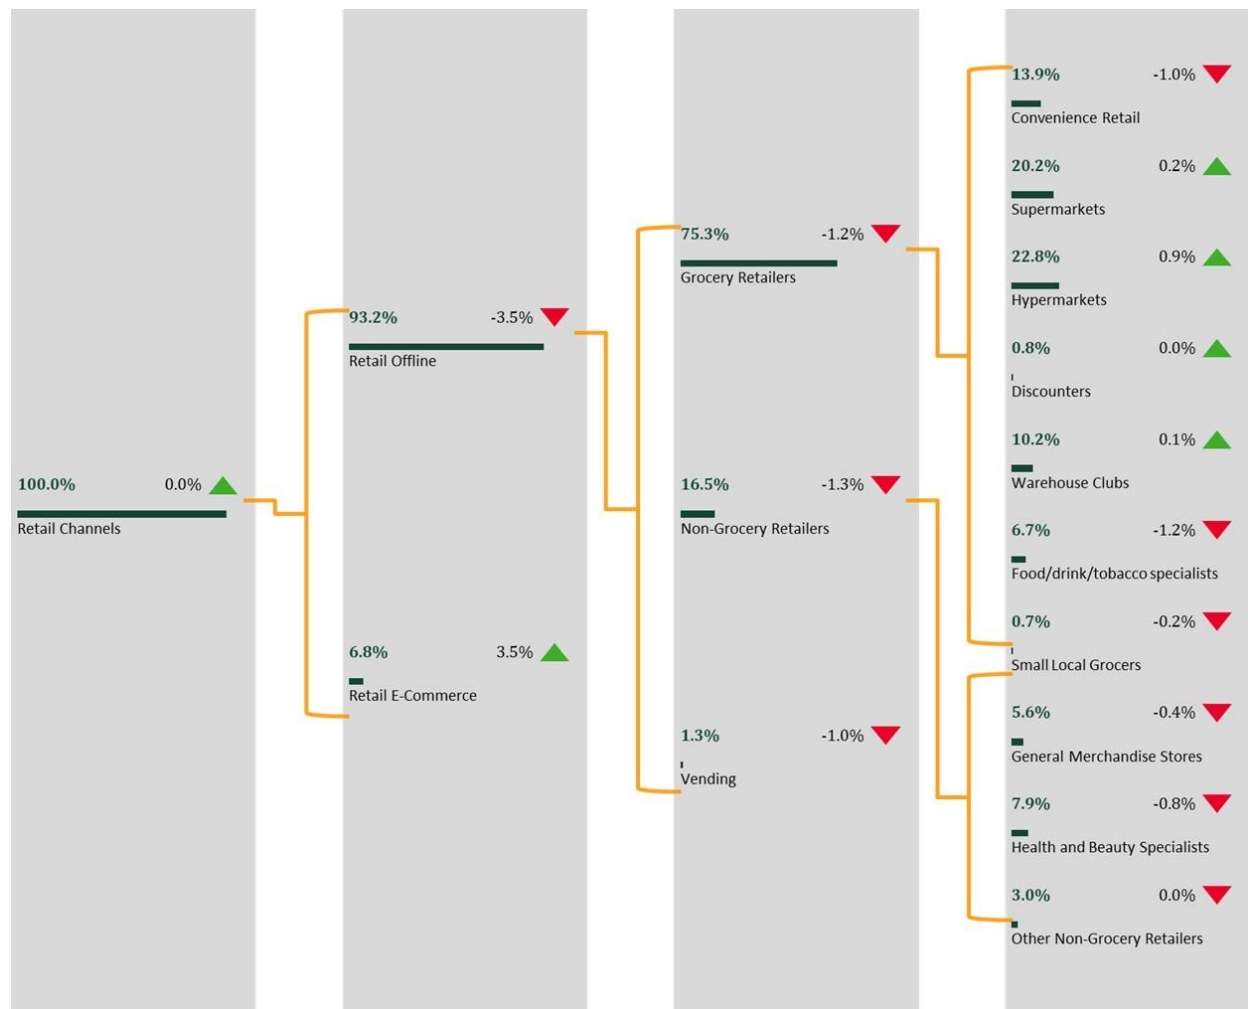 100.0% 0.0%
Retail Channels
93.2% -3.5%
Retail Offline
6.8% 3.5%
Retail E-Commerce
75.3% -1.2%
Grocery Retailers
16.5% -1.3%
Non-Grocery Retailers
1.3% -1.0%
Vending
13.9% -1.0%
Convenience Retail
20.2% 0.2%
Supermarkets
22.8% 0.9%
Hypermarkets
0.8% 0.0%
Discounters
10.2% 0.1%
Warehouse Clubs
6.7% -1.2%
Food/drink/tobacco specialists
0.7% -0.2%
Small Local Grocers
5.6% -0.4%
General Merchandise Stores
7.9% -0.8%
Health and Beauty Specialists
3.0% 0.0%
Other Non-Grocery Retailers